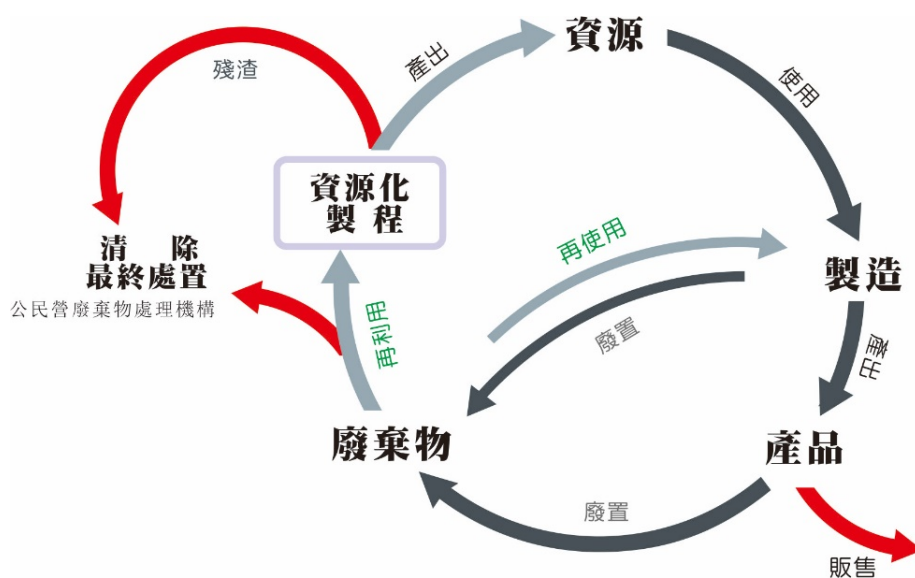 資源
產出
殘渣
使用
資源化
製程
再使用
清除
最終處置
公民營廢棄物處理機構
製造
廢置
再利用
產出
廢棄物
產品
廢置
販售